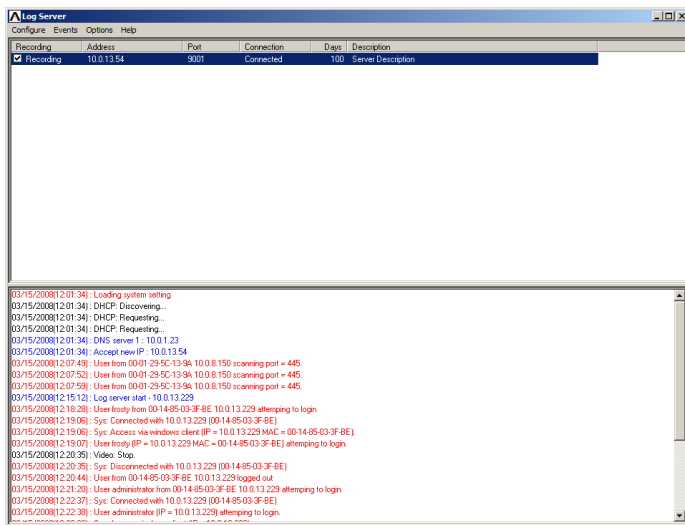 Log Server
Configure Events Options Help
Recording Address Port Connection Days Description
Recording 10.0.13.54 9001 Connected 100 Server Description
03/15/2008(12:01:34) : Loading system setting
03/15/2008(12:01:34) : DHCP: Discovering...
03/15/2008(12:01:34) : DHCP: Requesting...
03/15/2008(12:01:34) : DHCP: Requesting...
03/15/2008(12:01:34) : DNS server 1 : 10.0.1.23
03/15/2008(12:01:34) : Accept new IP : 10.0.13.54
03/15/2008(12:07:49) : User from 00-01-29-5C-13-9A 10.0.8.150 scanning port = 445.
03/15/2008(12:07:52) : User from 00-01-29-5C-13-9A 10.0.8.150 scanning port = 445.
03/15/2008(12:07:59) : User from 00-01-29-5C-13-9A 10.0.8.150 scanning port = 445.
03/15/2008(12:15:12) : Log server start - 10.0.13.229
03/15/2008(12:18:28) : User frosty from 00-14-85-03-3F-BE 10.0.13.229 attemping to login
03/15/2008(12:19:06) : Sys: Connected with 10.0.13.229 (00-14-85-03-3F-BE)
03/15/2008(12:19:06) : Sys: Access via windows client (IP = 10.0.13.229 MAC = 00-14-85-03-3F-BE).
03/15/2008(12:19:07) : User frosty (IP = 10.0.13.229 MAC = 00-14-85-03-3F-BE) attemping to login.
03/15/2008(12:20:35) : Video: Stop.
03/15/2008(12:20:35) : Sys: Disconnected with 10.0.13.229 (00-14-85-03-3F-BE)
03/15/2008(12:20:44) : User from 00-14-85-03-3F-BE 10.0.13.229 logged out
03/15/2008(12:21:20) : User administrator from 00-14-85-03-3F-BE 10.0.13.229 attemping to login
03/15/2008(12:22:37) : Sys: Connected with 10.0.13.229 (00-14-85-03-3F-BE)
03/15/2008(12:22:38) : User administrator (IP = 10.0.13.229) attemping to login.